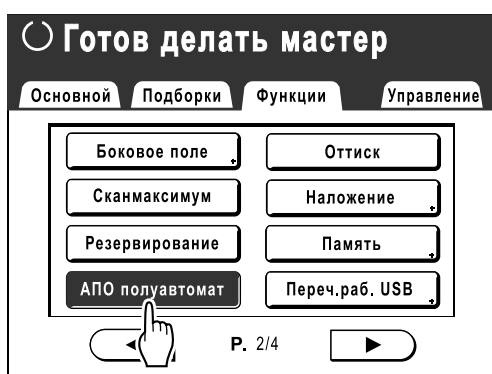 Готов делать мастер
Основной Подборки Функции Управление
Боковое поле Оттиск
Сканмаксимум Наложение
Резервирование Память
АПО полуавтомат Переч.раб. USB
P. 2/4